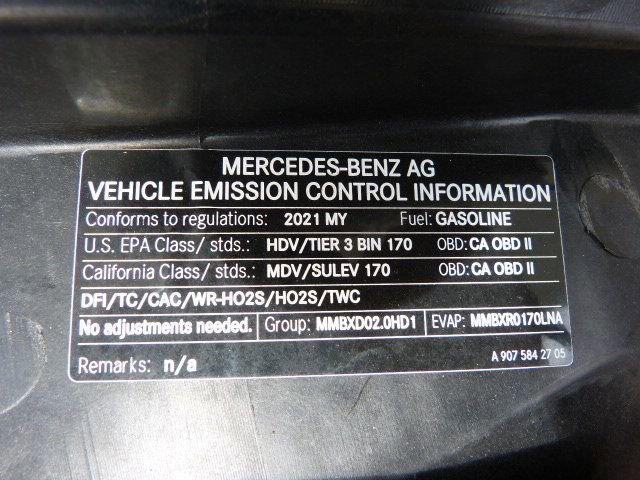 MERCEDES-BENZ AG
VEHICLE EMISSION CONTROL INFORMATION
Conforms to regulations: 2021 MY Fuel: GASOLINE
U.S. EPA Class/ stds.: HDV/TIER 3 BIN 170 OBD: CA OBD II
California Class/ stds.: MDV/SULEV 170 OBD: CA OBD II
DFI/TC/CAC/WR-HO2S/HO2S/TWC
No adjustments needed. Group: MMBXD02.0HD1 EVAP: MMBXR0170LNA
Remarks: n/a A 907 584 27 05